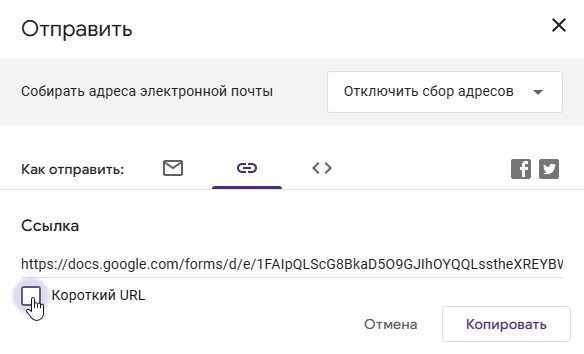 Отправить
Собирать адреса электронной почты
Отключить сбор адресов
Как отправить:
Ссылка
https://docs.google.com/forms/d/e/1FAIpQLScG8BkaD5O9GJIhOYQQLsstheXREYBW
Короткий URL
Отмена
Копировать